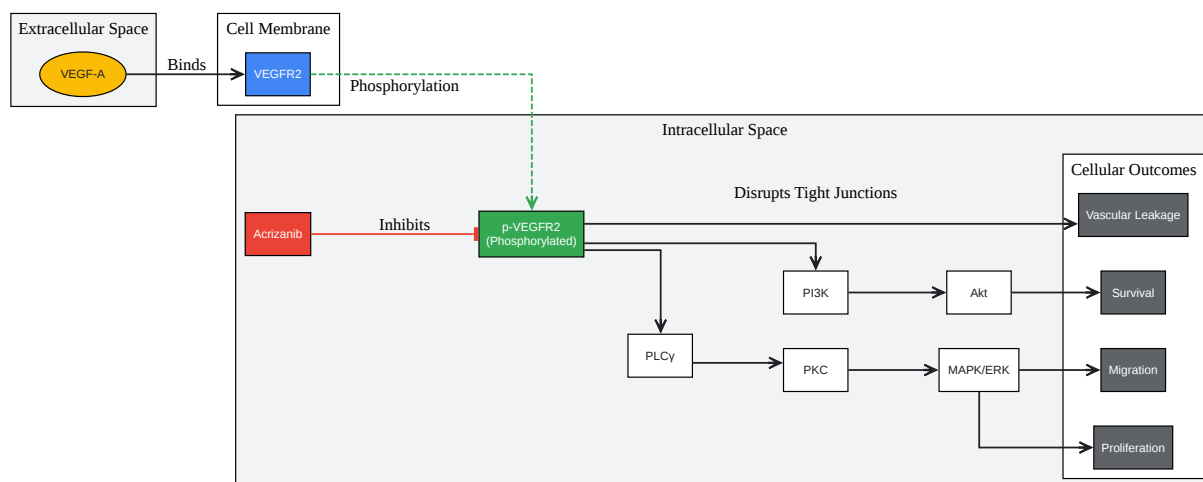 Extracellular Space
Cell Membrane
VEGF-A
Binds
VEGFR2
Phosphorylation
Intracellular Space
Cellular Outcomes
Disrupts Tight Junctions
Vascular Leakage
Acrizanib
Inhibits
p-VEGFR2
(Phosphorylated)
PI3K
Akt
Survival
PLCγ
PKC
MAPK/ERK
Migration
Proliferation